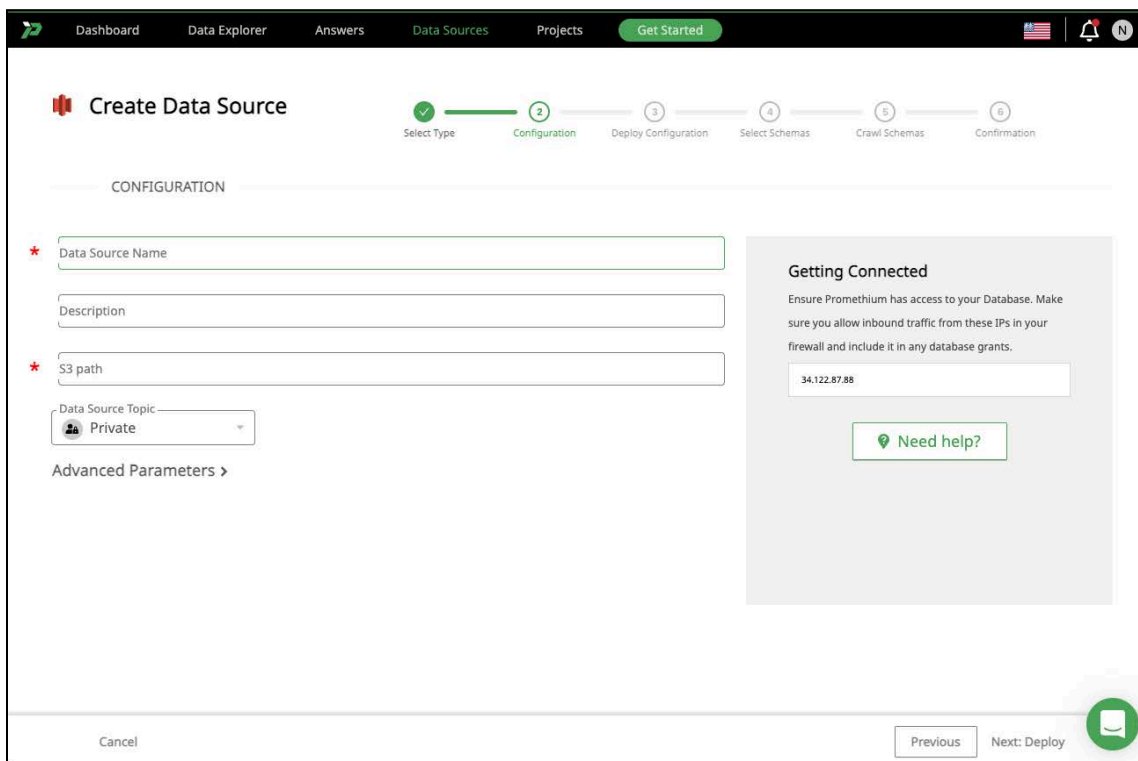 Dashboard Data Explorer Answers Data Sources Projects Get Started N
Create Data Source
2 3 4 5 6
Select Type Configuration Deploy Configuration Select Schemas Crawl Schemas Confirmation
CONFIGURATION
* Data Source Name
Description
* S3 path
Data Source Topic
Private
Advanced Parameters >
Getting Connected
Ensure Promethium has access to your Database. Make
sure you allow inbound traffic from these IPs in your
firewall and include it in any database grants.
34.122.87.88
Need help?
Cancel Previous Next: Deploy